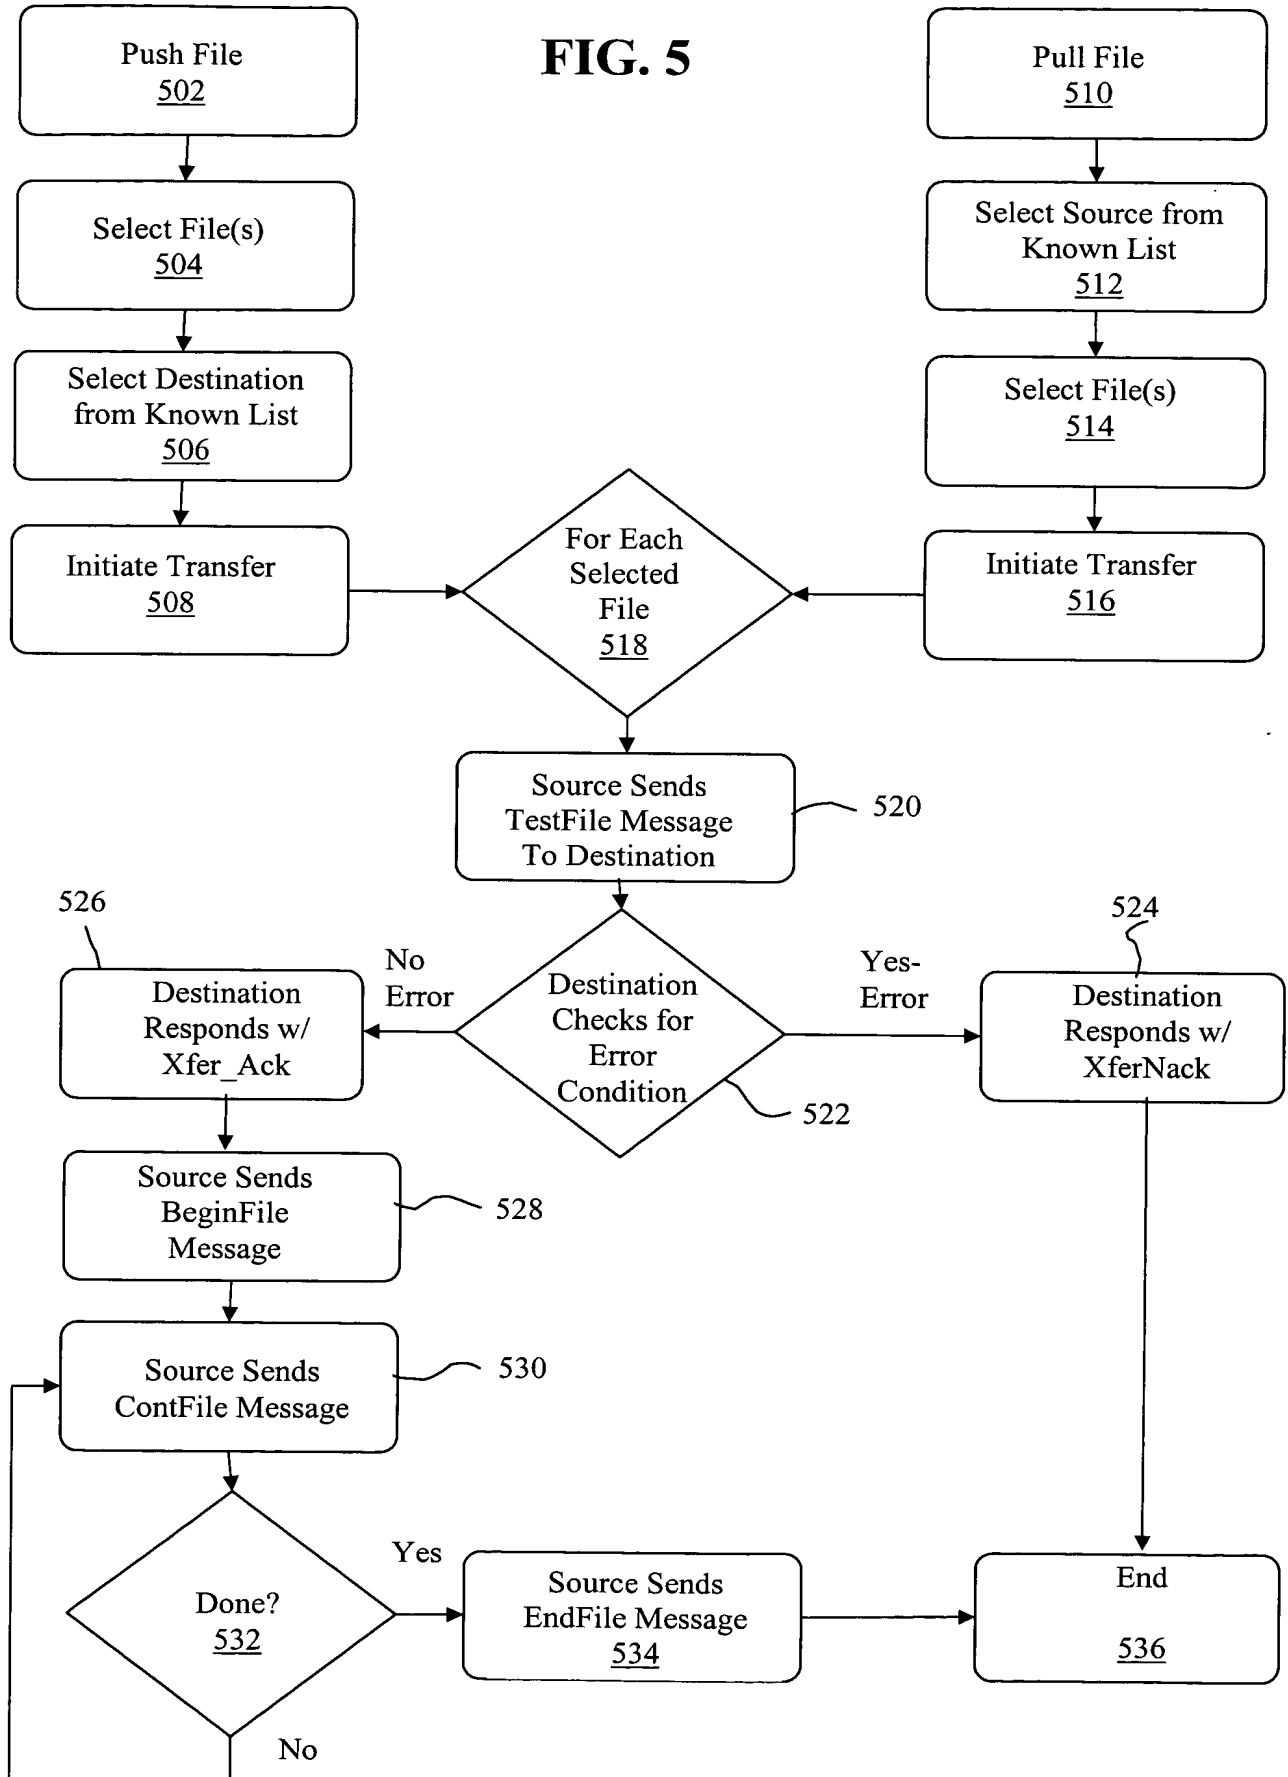 FIG. 5
Push File
502
Select File(s)
504
Select Destination
from Known List
506
Initiate Transfer
508
Pull File
510
Select Source from
Known List
512
Select File(s)
514
Initiate Transfer
516
For Each
Selected
File
518
Source Sends
TestFile Message
To Destination
520
Destination
Checks for
Error
Condition
522
No
Error
Yes-
Error
524
Destination
Responds w/
XferNack
526
Destination
Responds w/
Xfer_Ack
Source Sends
BeginFile
Message
528
Source Sends
ContFile Message
530
Done?
532
Yes
No
Source Sends
EndFile Message
534
End
536